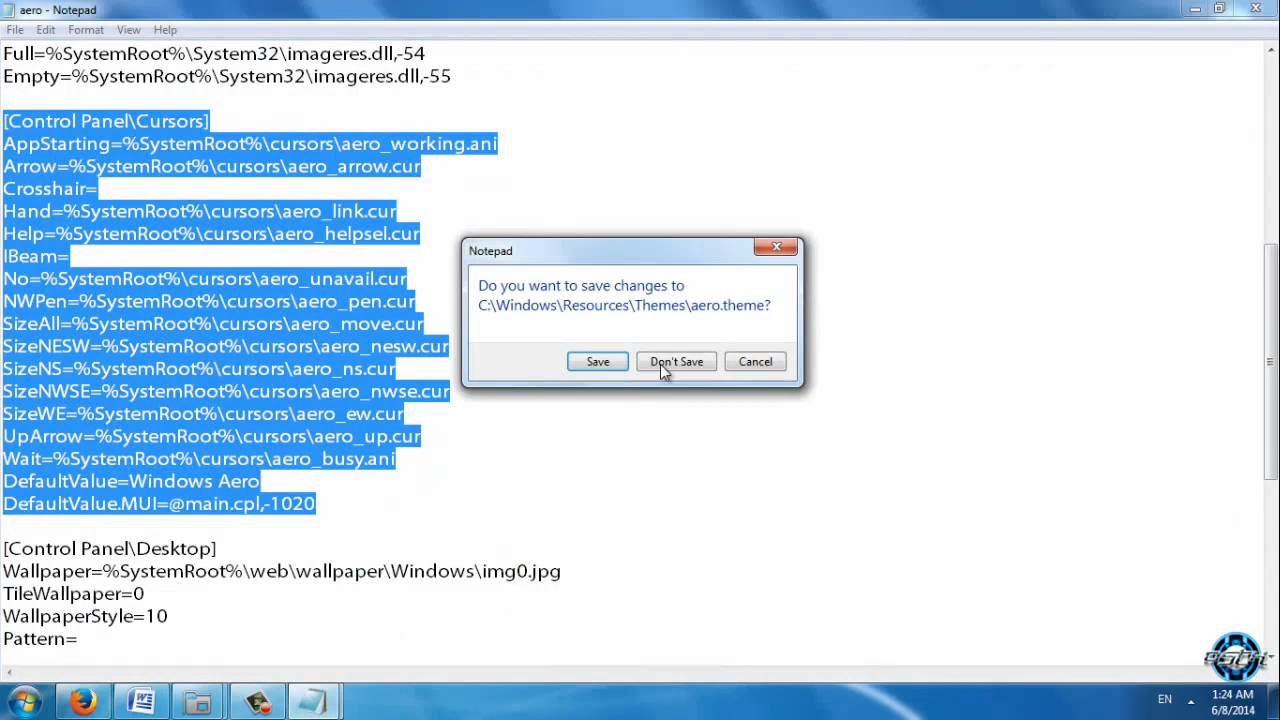 aero - Notepad
File Edit Format View Help
Full=%SystemRoot%\System32\imageres.dll,-54
Empty=%SystemRoot%\System32\imageres.dll,-55
[Control Panel\Cursors]
AppStarting=%SystemRoot%\cursors\aero_working.ani
Arrow=%SystemRoot%\cursors\aero_arrow.cur
Crosshair=
Hand=%SystemRoot%\cursors\aero_link.cur
Help=%SystemRoot%\cursors\aero_helpsel.cur
IBeam=
No=%SystemRoot%\cursors\aero_unavail.cur
NWPen=%SystemRoot%\cursors\aero_pen.cur
SizeAll=%SystemRoot%\cursors\aero_move.cur
SizeNESW=%SystemRoot%\cursors\aero_nesw.cur
SizeNS=%SystemRoot%\cursors\aero_ns.cur
SizeNWSE=%SystemRoot%\cursors\aero_nwse.cur
SizeWE=%SystemRoot%\cursors\aero_ew.cur
UpArrow=%SystemRoot%\cursors\aero_up.cur
Wait=%SystemRoot%\cursors\aero_busy.ani
DefaultValue=Windows Aero
DefaultValue.MUI=@main.cpl,-1020
[Control Panel\Desktop]
Wallpaper=%SystemRoot%\web\wallpaper\Windows\img0.jpg
TileWallpaper=0
WallpaperStyle=10
Pattern=
Notepad
Do you want to save changes to
C:\Windows\Resources\Themes\aero.theme?
Save Don't Save Cancel
EN
1:24 AM
6/8/2014